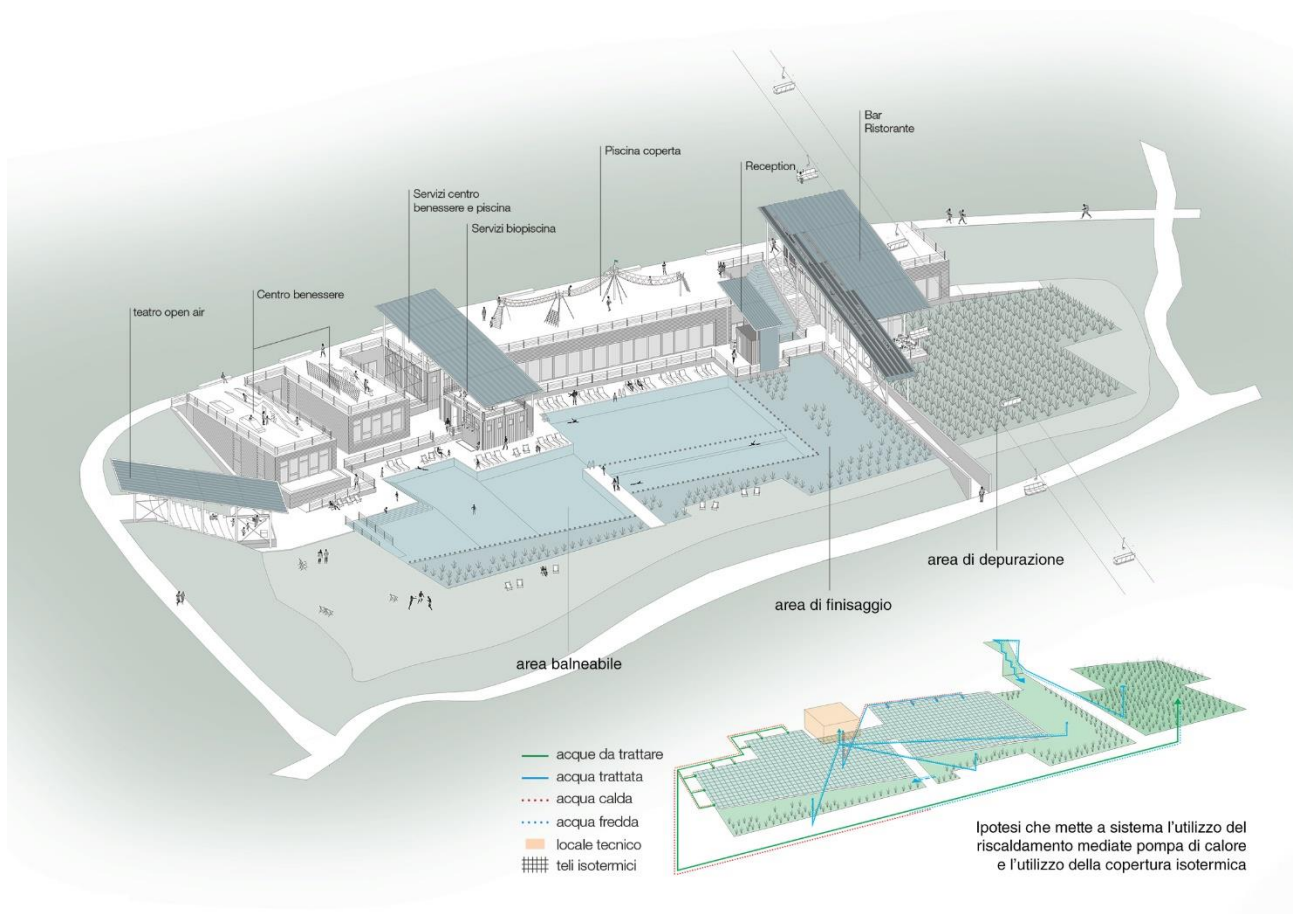 Bar
Ristorante
Piscina coperta
Reception
Servizi centro
benessere e piscina
Servizi biopiscina
Centro benessere
teatro open air
area di depurazione
area di finisaggio
area balneabile
acque da trattare
acqua trattata
acqua calda
acqua fredda
locale tecnico
teli isotermici
Ipotesi che mette a sistema l'utilizzo del
riscaldamento mediate pompa di calore
e l'utilizzo della copertura isotermica